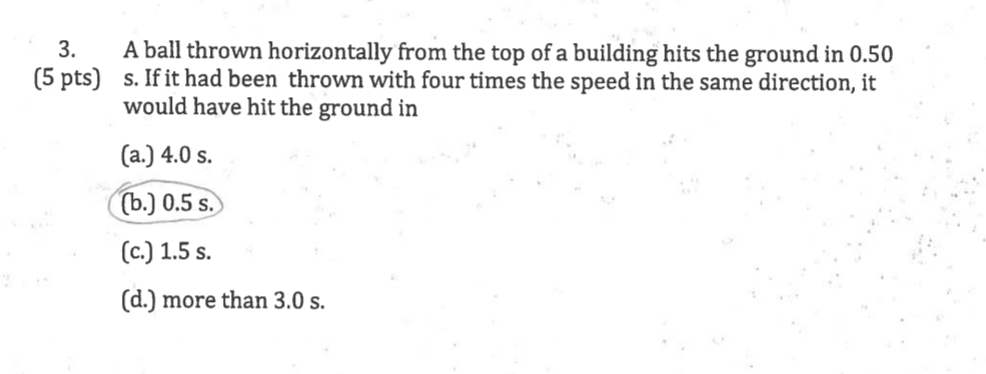 3. A ball thrown horizontally from the top of a building hits the ground in 0.50
(5 pts) s. If it had been thrown with four times the speed in the same direction, it
would have hit the ground in
(a.) 4.0 s.
(b.) 0.5 s.
(c.) 1.5 s.
(d.) more than 3.0 s.